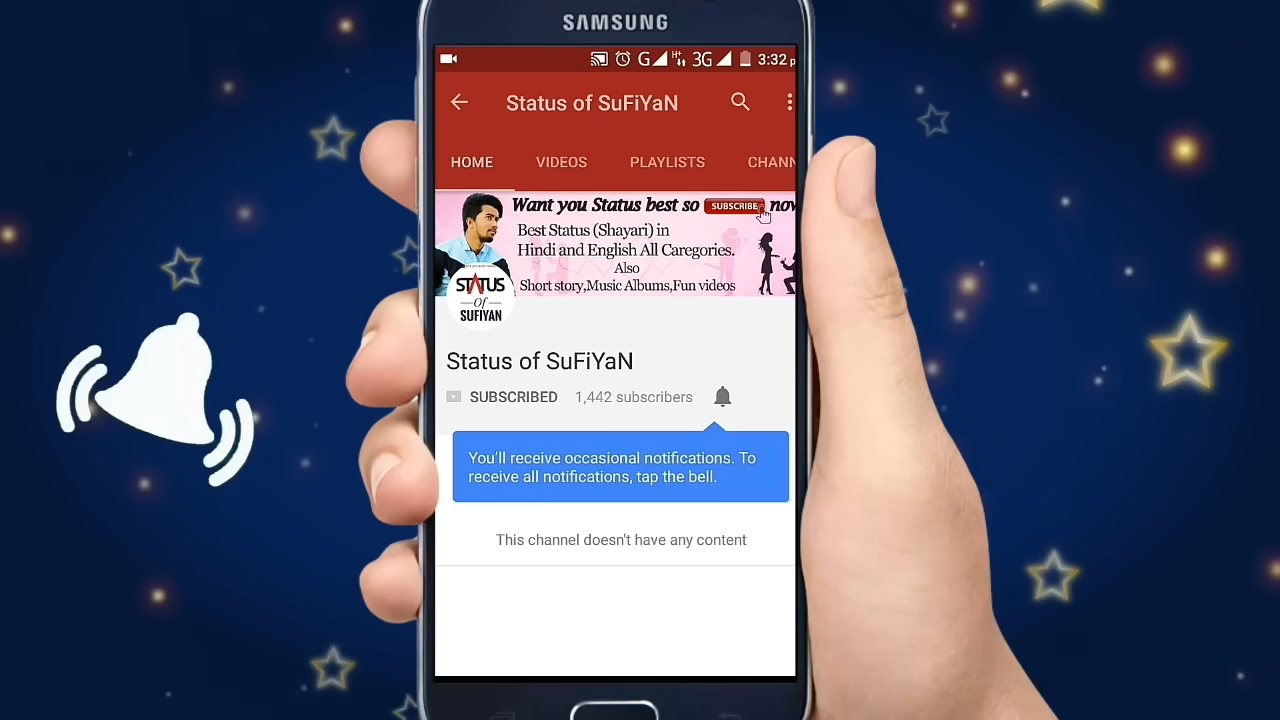 SAMSUNG
G H+ 3G 3:32 p
Status of SuFiYaN
HOME VIDEOS PLAYLISTS CHANN
Want you Status best so SUBSCRIBE now
Best Status (Shayari) in
Hindi and English All Caregories.
Also
Short story,Music Albums,Fun videos
STATUS
Of
SUFIYAN
Status of SuFiYaN
SUBSCRIBED 1,442 subscribers
You'll receive occasional notifications. To
receive all notifications, tap the bell.
This channel doesn't have any content